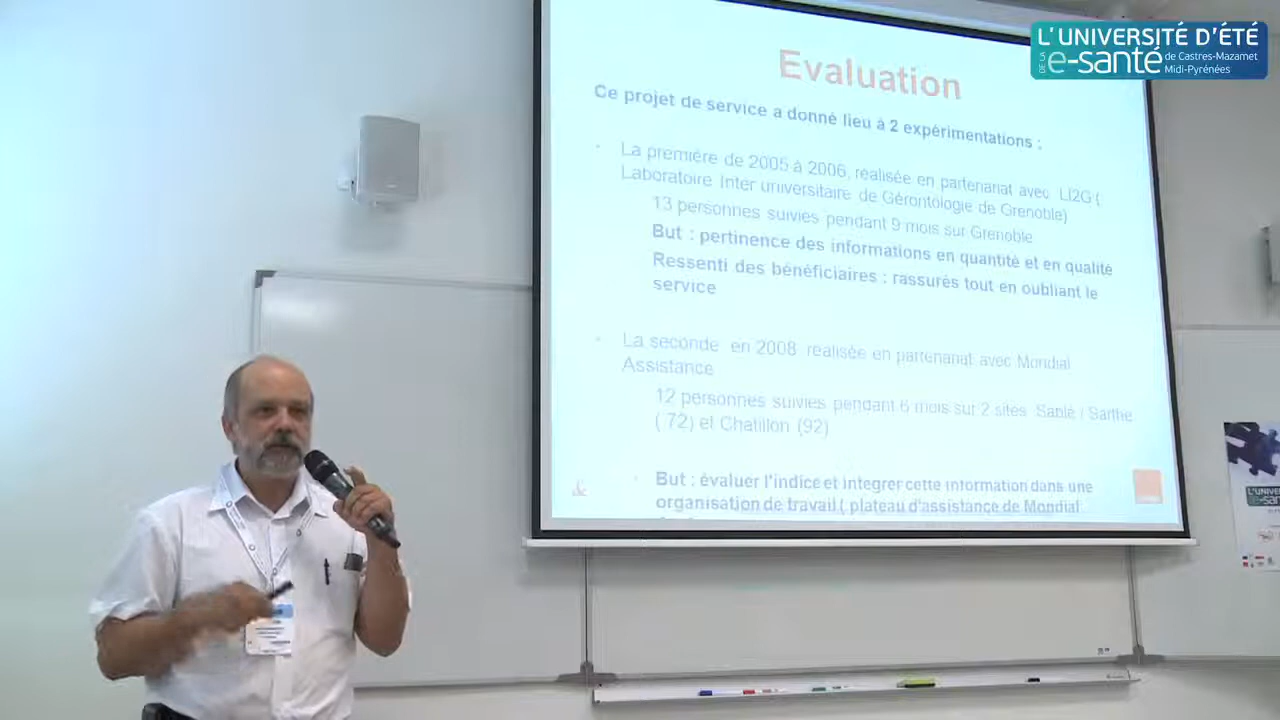 L'UNIVERSITÉ D'ÉTÉ
DE LA
e-santé
de Castres-Mazamet
Midi-Pyrénées
Evaluation
Ce projet de service a donné lieu à 2 expérimentations :
La première de 2005 à 2006, réalisée en partenariat avec LI2G (
Laboratoire Inter universitaire de Gérontologie de Grenoble)
13 personnes suivies pendant 9 mois sur Grenoble
But : pertinence des informations en quantité et en qualité
Ressenti des bénéficiaires : rassurés tout en oubliant le
service
La seconde en 2008 réalisée en partenariat avec Mondial
Assistance
12 personnes suivies pendant 6 mois sur 2 sites Sablé / Sarthe
( 72) et Chatillon (92)
But : évaluer l'indice et integrer cette information dans une
organisation de travail ( plateau d'assistance de Mondial
L'UNIVERS
e-santé